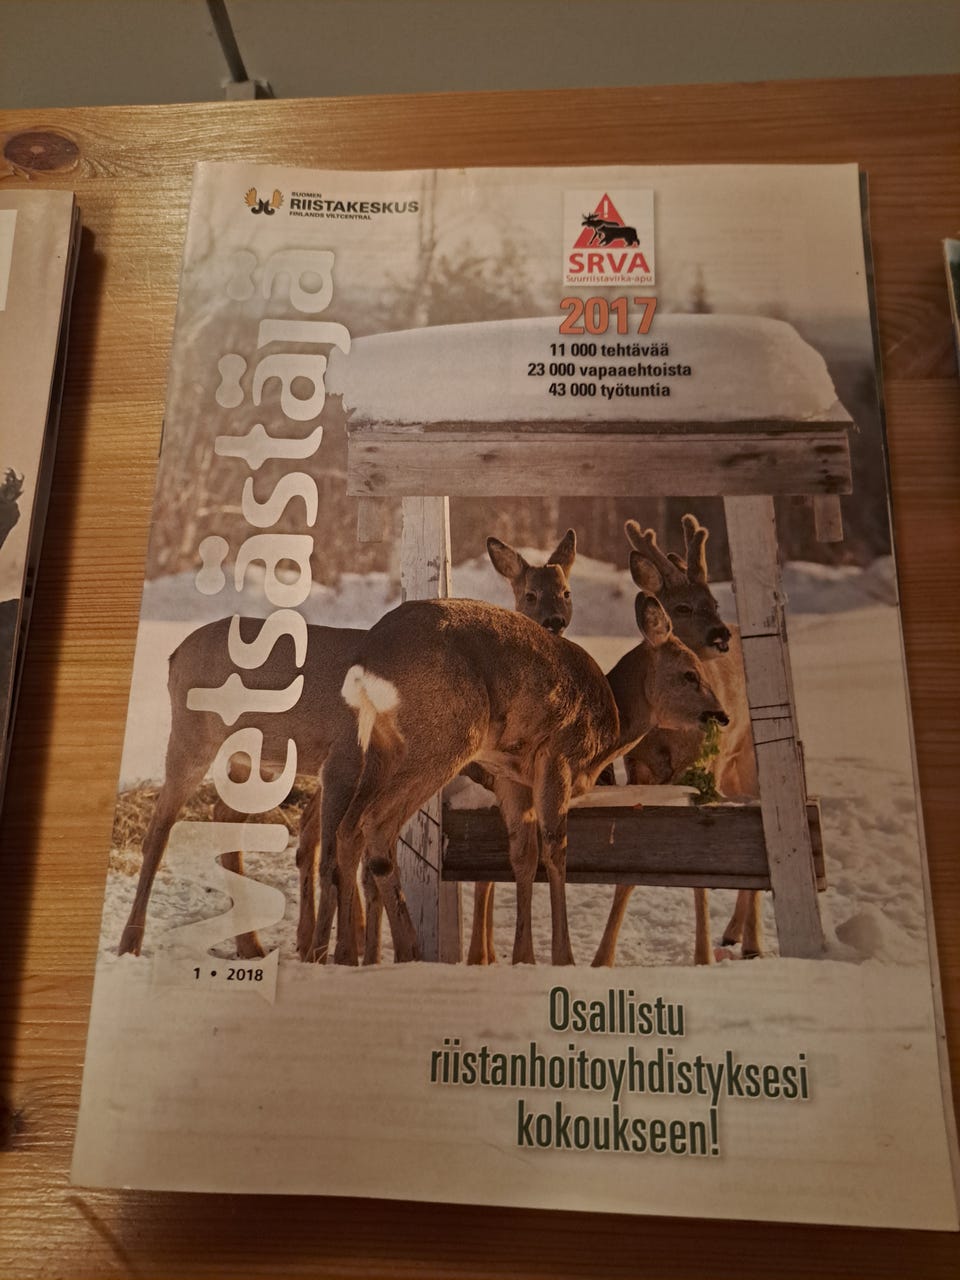 SUOMEN
RIISTAKESKUS
FINLANDS VILTCENTRAL
SRVA
Suurriistavirka-apu
2017
11 000 tehtävää
23 000 vapaaehtoista
43 000 työtuntia
Metsästäjä
1 • 2018
Osallistu
riistanhoitoyhdistyksesi
kokoukseen!